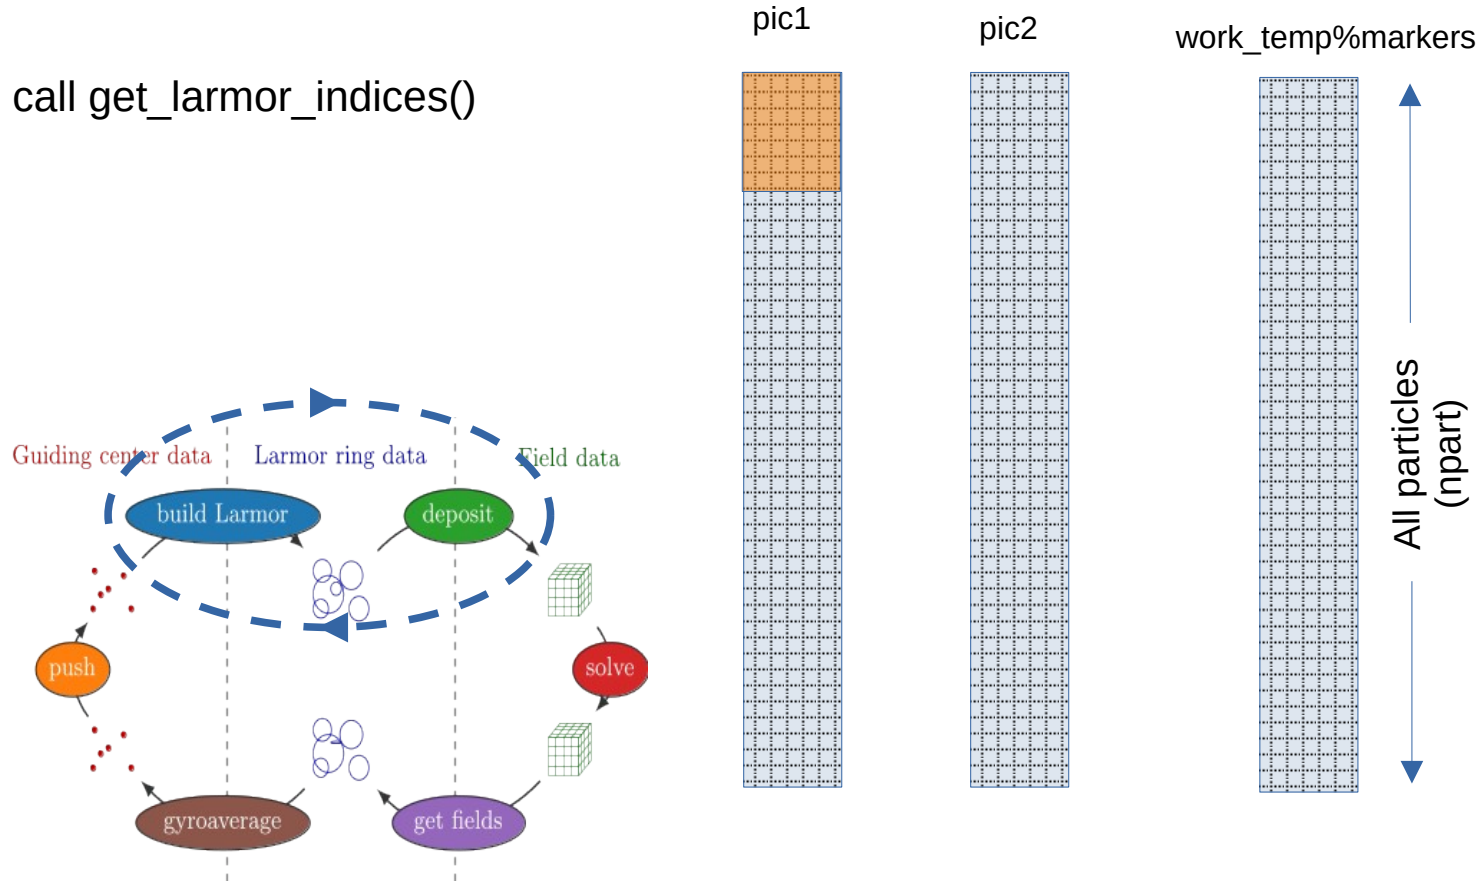 call get_larmor_indices()
pic1
pic2
work_temp%markers
All particles
(npart)
Guiding center data
Larmor ring data
Field data
build Larmor
deposit
push
solve
gyroaverage
get fields